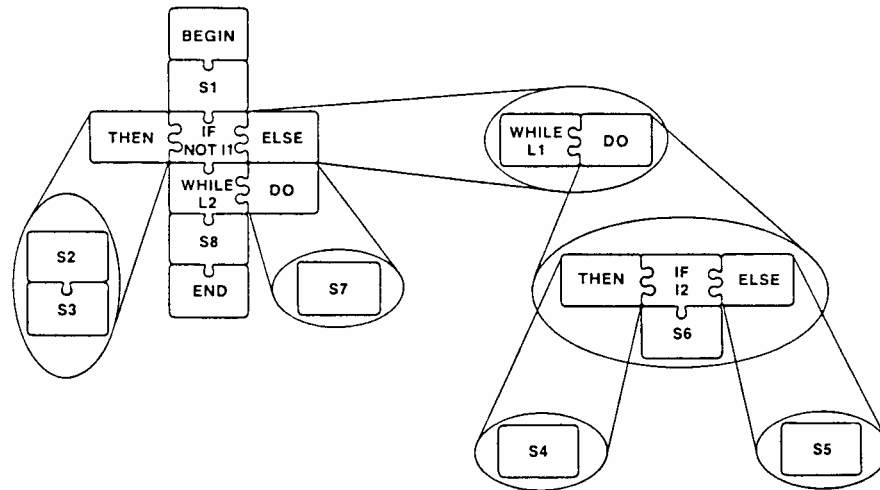 BEGIN
S1
THEN
IF
NOT I1
ELSE
WHILE
L2
DO
S8
END
S2
S3
S7
WHILE
L1
DO
THEN
IF
I2
ELSE
S6
S4
S5